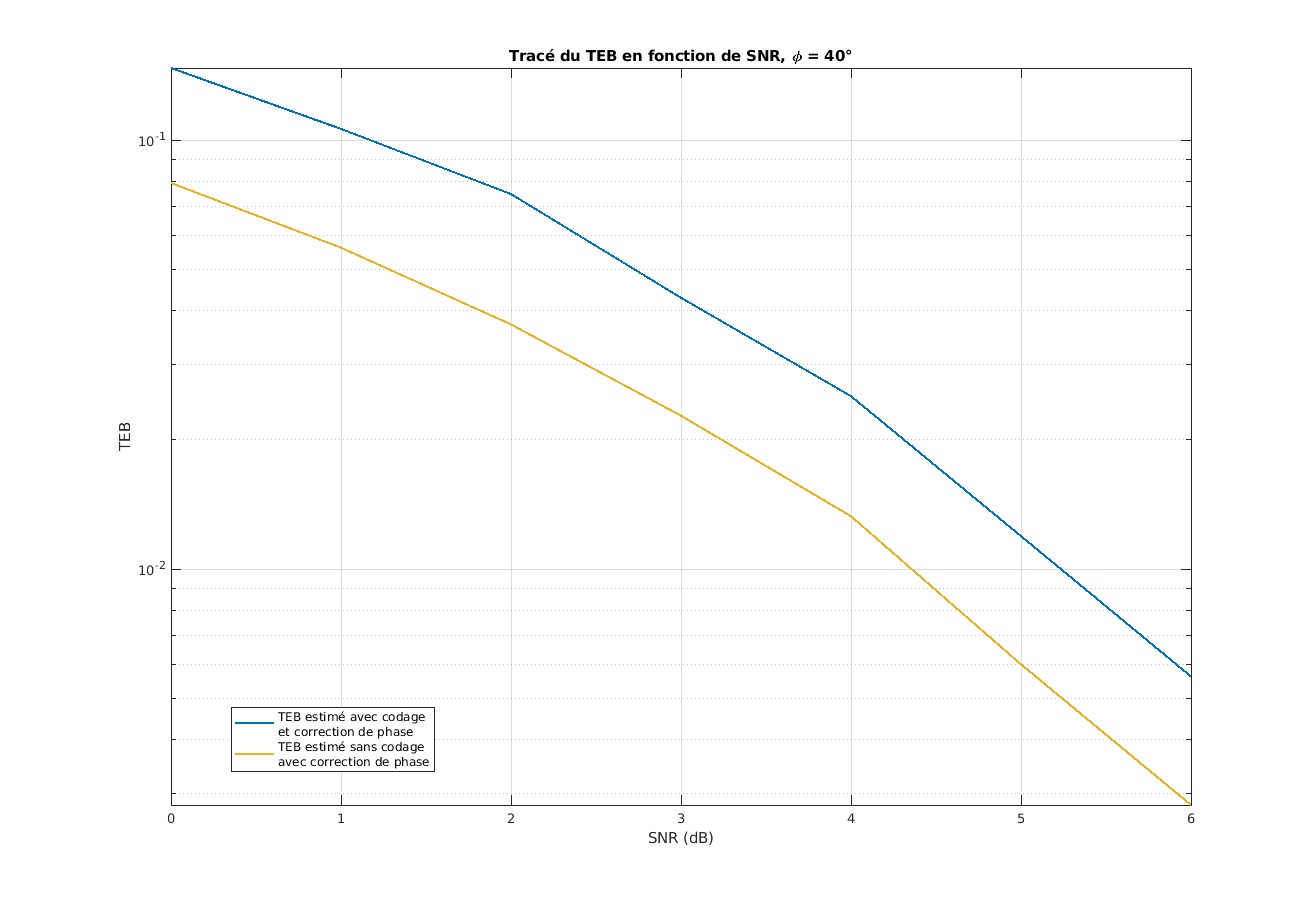 Tracé du TEB en fonction de SNR, ϕ = 40°
10^-1
10^-2
TEB
TEB estimé avec codage
et correction de phase
TEB estimé sans codage
avec correction de phase
0 1 2 3 4 5 6
SNR (dB)